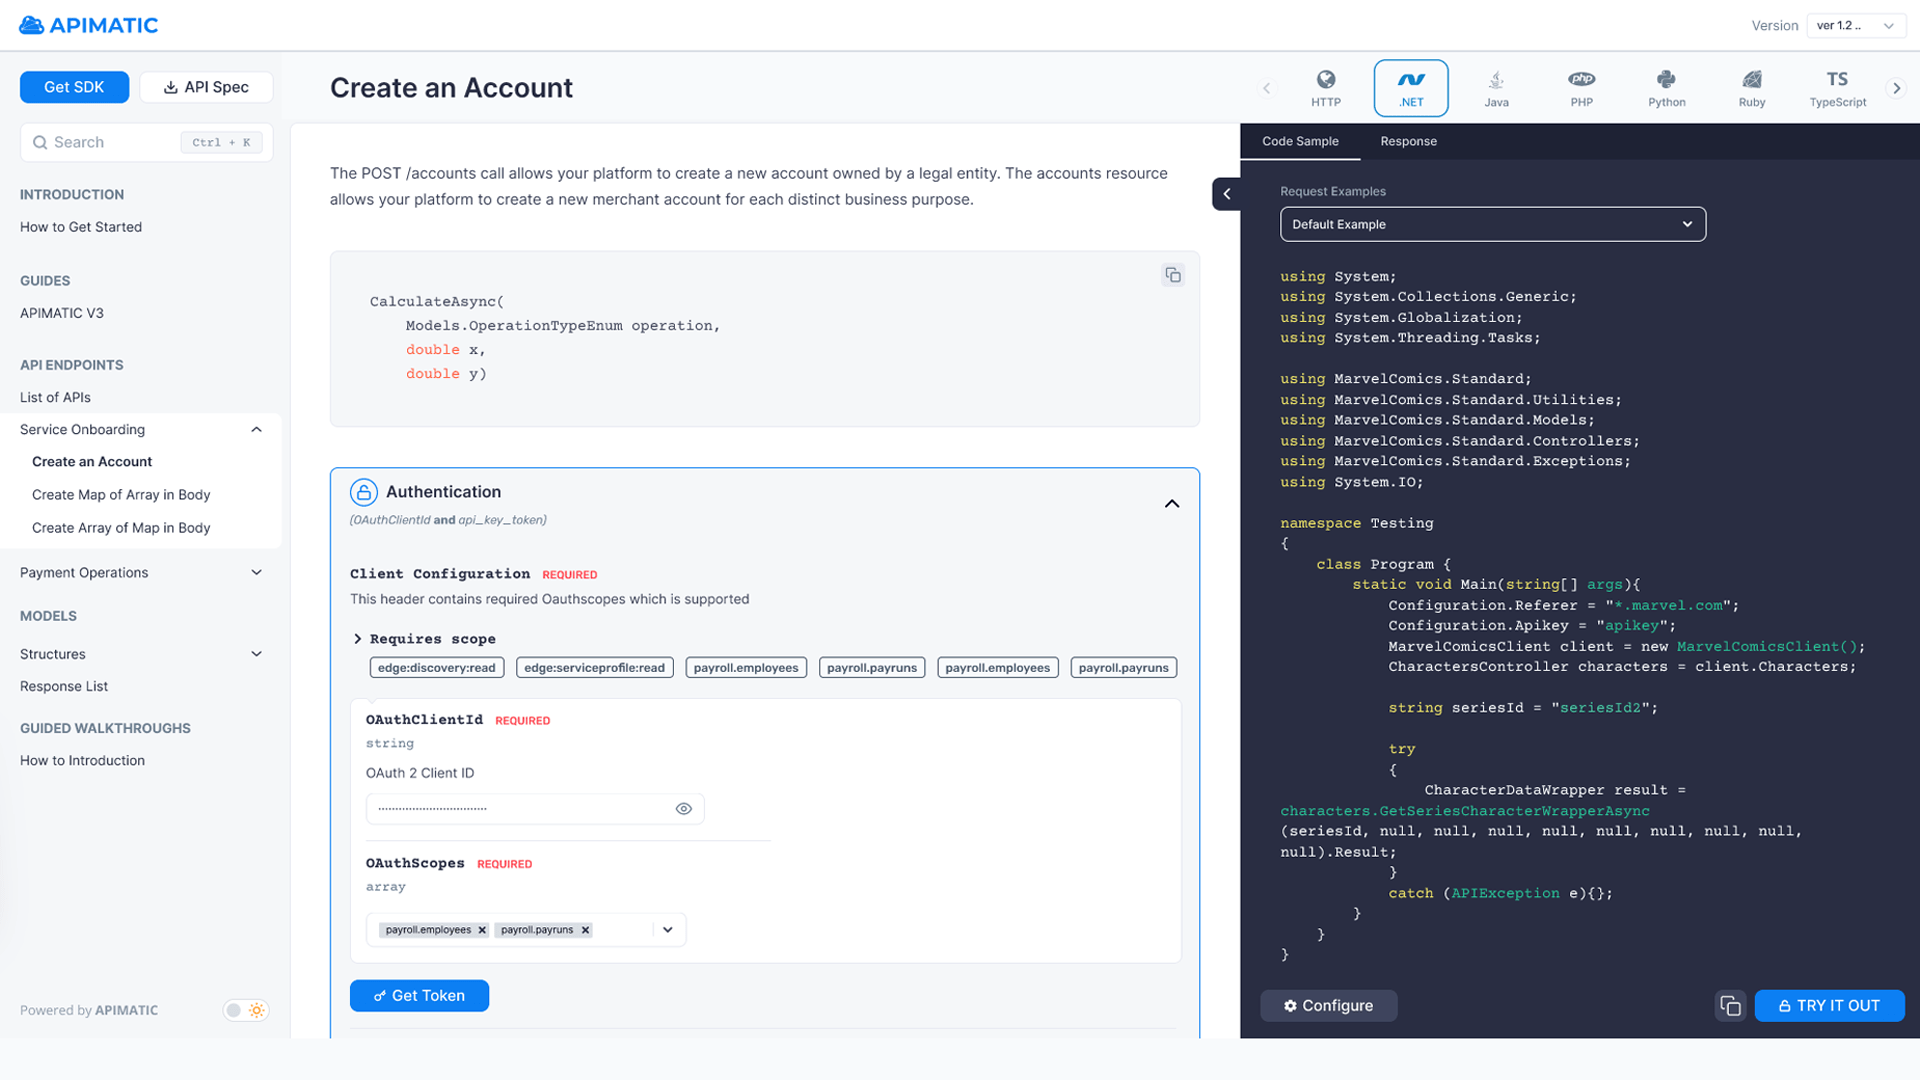 APIMATIC
Version
ver 1.2 ..
Get SDK
API Spec
Search
Ctrl + K
INTRODUCTION
How to Get Started
GUIDES
APIMATIC V3
API ENDPOINTS
List of APIs
Service Onboarding
Create an Account
Create Map of Array in Body
Create Array of Map in Body
Payment Operations
MODELS
Structures
Response List
GUIDED WALKTHROUGHS
How to Introduction
Powered by APIMATIC
Create an Account
HTTP
.NET
Java
php
PHP
Python
Ruby
TS
TypeScript
The POST /accounts call allows your platform to create a new account owned by a legal entity. The accounts resource
allows your platform to create a new merchant account for each distinct business purpose.
CalculateAsync(
Models.OperationTypeEnum operation,
double x,
double y)
Authentication
(OAuthClientId and api_key_token)
Client Configuration REQUIRED
This header contains required Oauthscopes which is supported
Requires scope
edge:discovery:read edge:serviceprofile:read payroll.employees payroll.payruns payroll.employees payroll.payruns
OAuthClientId REQUIRED
string
OAuth 2 Client ID
OAuthScopes REQUIRED
array
payroll.employees × payroll.payruns ×
Get Token
Code Sample
Response
Request Examples
Default Example
using System;
using System.Collections.Generic;
using System.Globalization;
using System.Threading.Tasks;
using MarvelComics.Standard;
using MarvelComics.Standard.Utilities;
using MarvelComics.Standard.Models;
using MarvelComics.Standard.Controllers;
using MarvelComics.Standard.Exceptions;
using System.IO;
namespace Testing
{
class Program {
static void Main(string[] args){
Configuration.Referer = "*.marvel.com";
Configuration.Apikey = "apikey";
MarvelComicsClient client = new MarvelComicsClient();
CharactersController characters = client.Characters;
string seriesId = "seriesId2";
try
{
CharacterDataWrapper result =
characters.GetSeriesCharacterWrapperAsync
(seriesId, null, null, null, null, null, null, null, null,
null).Result;
}
catch (APIException e){};
}
}
}
Configure
TRY IT OUT